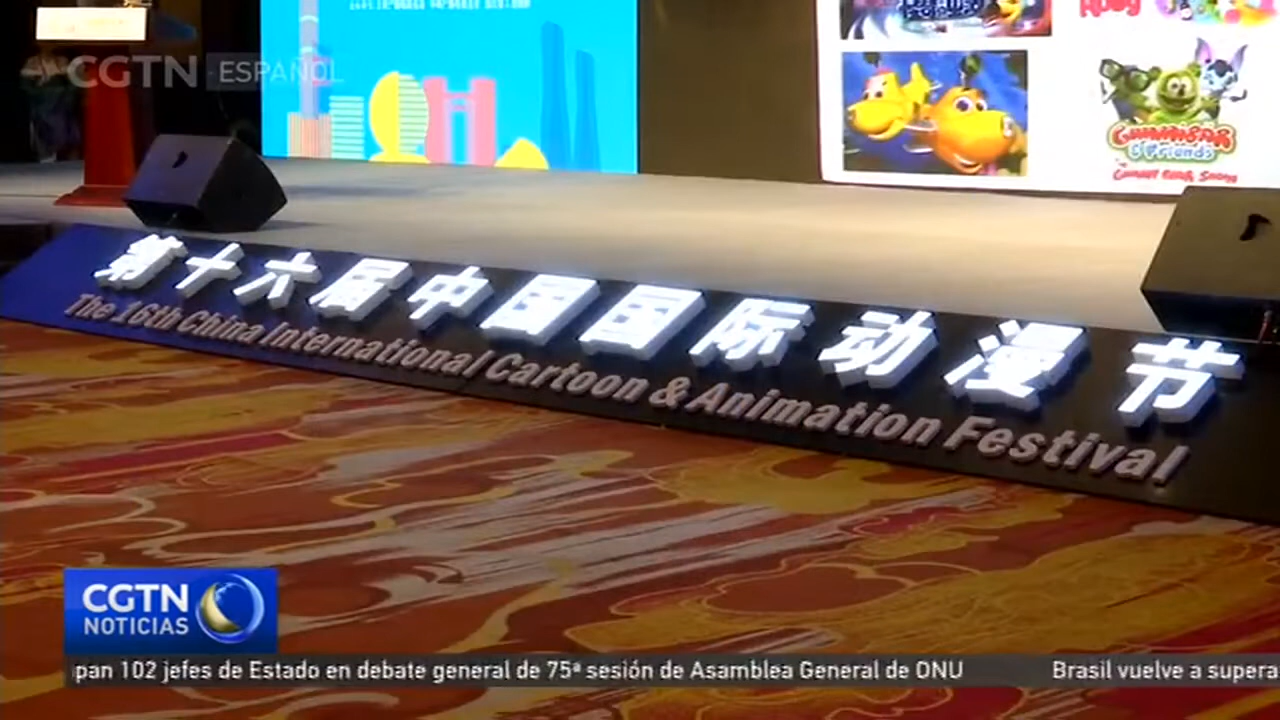 CGTN ESPAÑOL
GUMMIBÄR
& Friends
第十六届中国国际动漫节
The 16th China International Cartoon & Animation Festival
CGTN
NOTICIAS
pan 102 jefes de Estado en debate general de 75ª sesión de Asamblea General de ONU
Brasil vuelve a supera